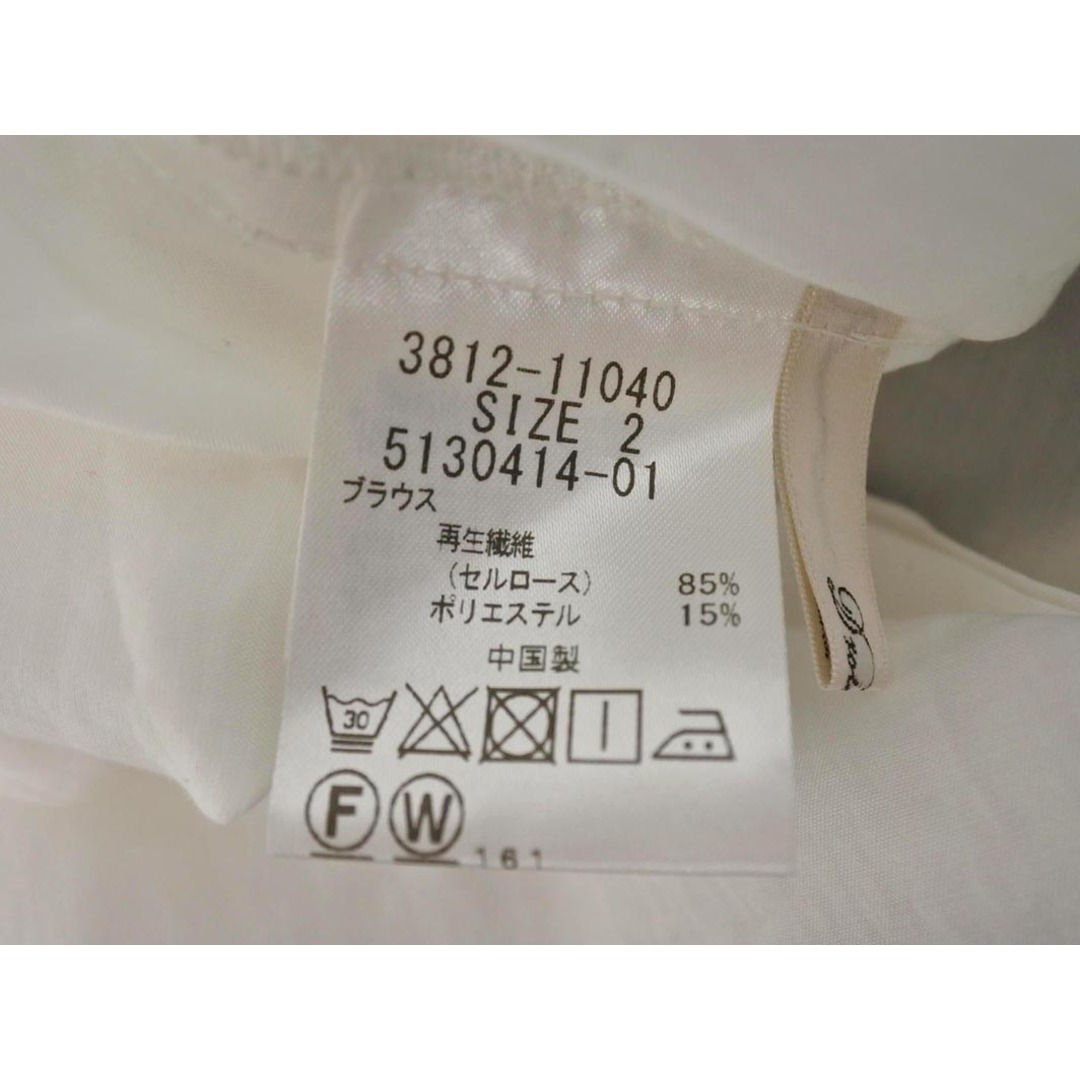 3812-11040
SIZE 2
5130414-01
ブラウス
再生繊維
(セルロース) 85%
ポリエステル 15%
中国製
30
F W 161